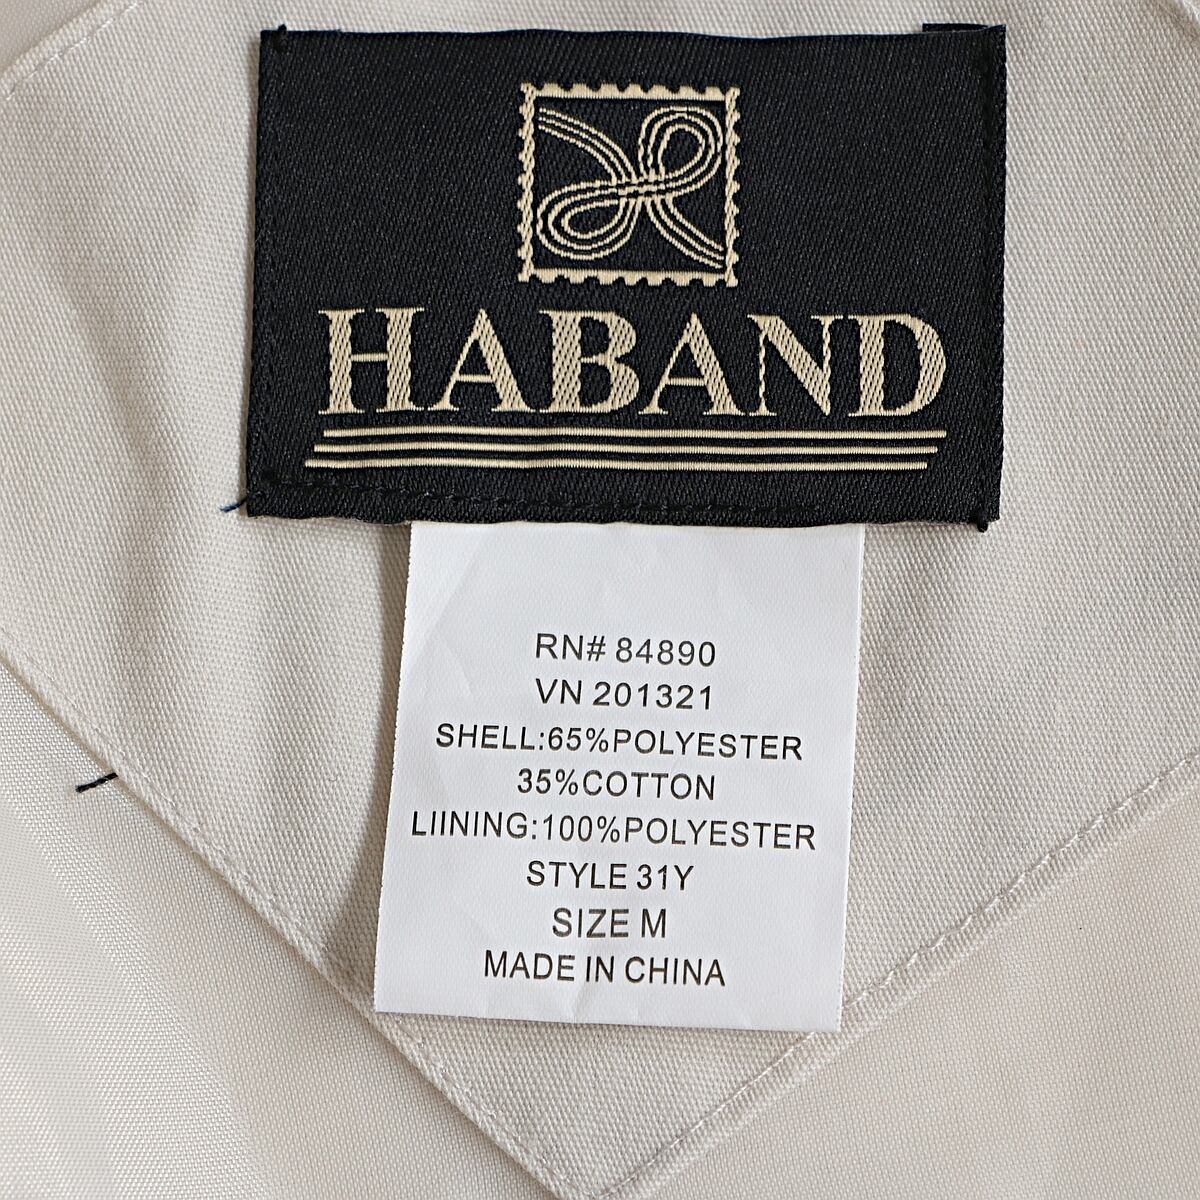 HABAND
RN# 84890
VN 201321
SHELL:65%POLYESTER
35%COTTON
LIINING:100%POLYESTER
STYLE 31Y
SIZE M
MADE IN CHINA